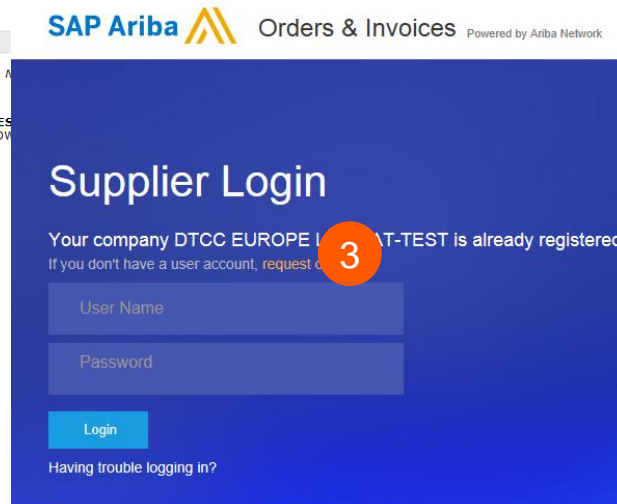 SAP Ariba Orders & Invoices Powered by Ariba Network
Supplier Login
Your company DTCC EUROPE AT-TEST is already registered
If you don't have a user account, request
3
User Name
Password
Login
Having trouble logging in?